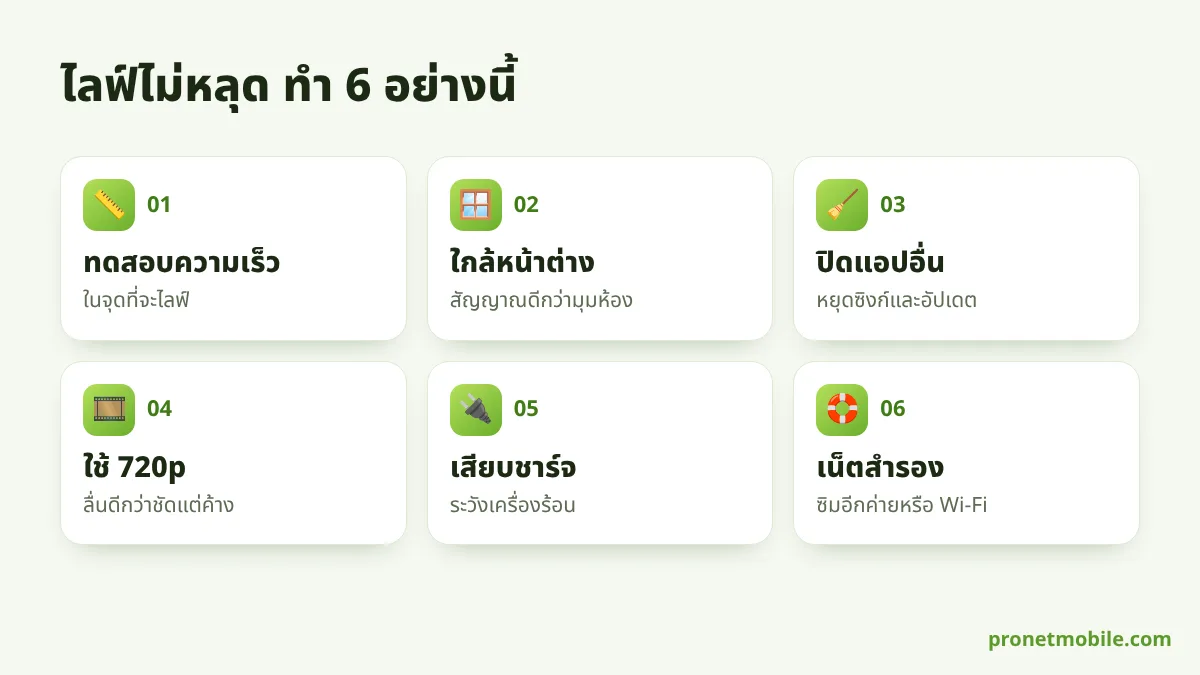 ไลฟ์ไม่หลุด ทำ 6 อย่างนี้
01
ทดสอบความเร็ว
ในจุดที่จะไลฟ์
02
ใกล้หน้าต่าง
สัญญาณดีกว่ามุมห้อง
03
ปิดแอปอื่น
หยุดซิงก์และอัปเดต
04
ใช้ 720p
ลื่นดีกว่าชัดแต่ค้าง
05
เสียบชาร์จ
ระวังเครื่องร้อน
06
เน็ตสำรอง
ซิมอีกค่ายหรือ Wi-Fi
pronetmobile.com